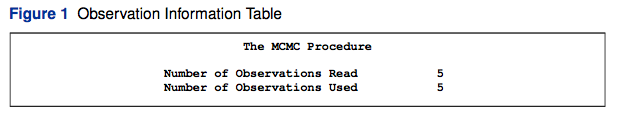 Figure 1 Observation Information Table
The MCMC Procedure
Number of Observations Read 5
Number of Observations Used 5